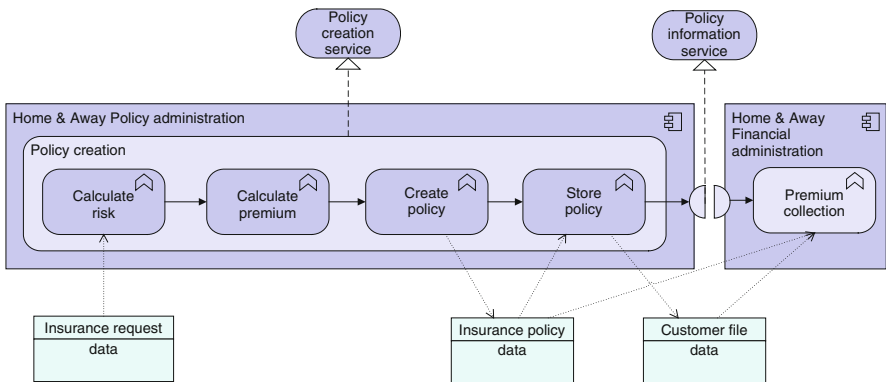 Policy
creation
service
Policy
information
service
Home & Away Policy administration
Home & Away
Financial
administration
Policy creation
Calculate
risk
Calculate
premium
Create
policy
Store
policy
Premium
collection
Insurance request
data
Insurance policy
data
Customer file
data